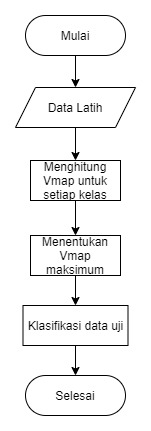 Mulai
Data Latih
Menghitung
Vmap untuk
setiap kelas
Menentukan
Vmap
maksimum
Klasifikasi data uji
Selesai